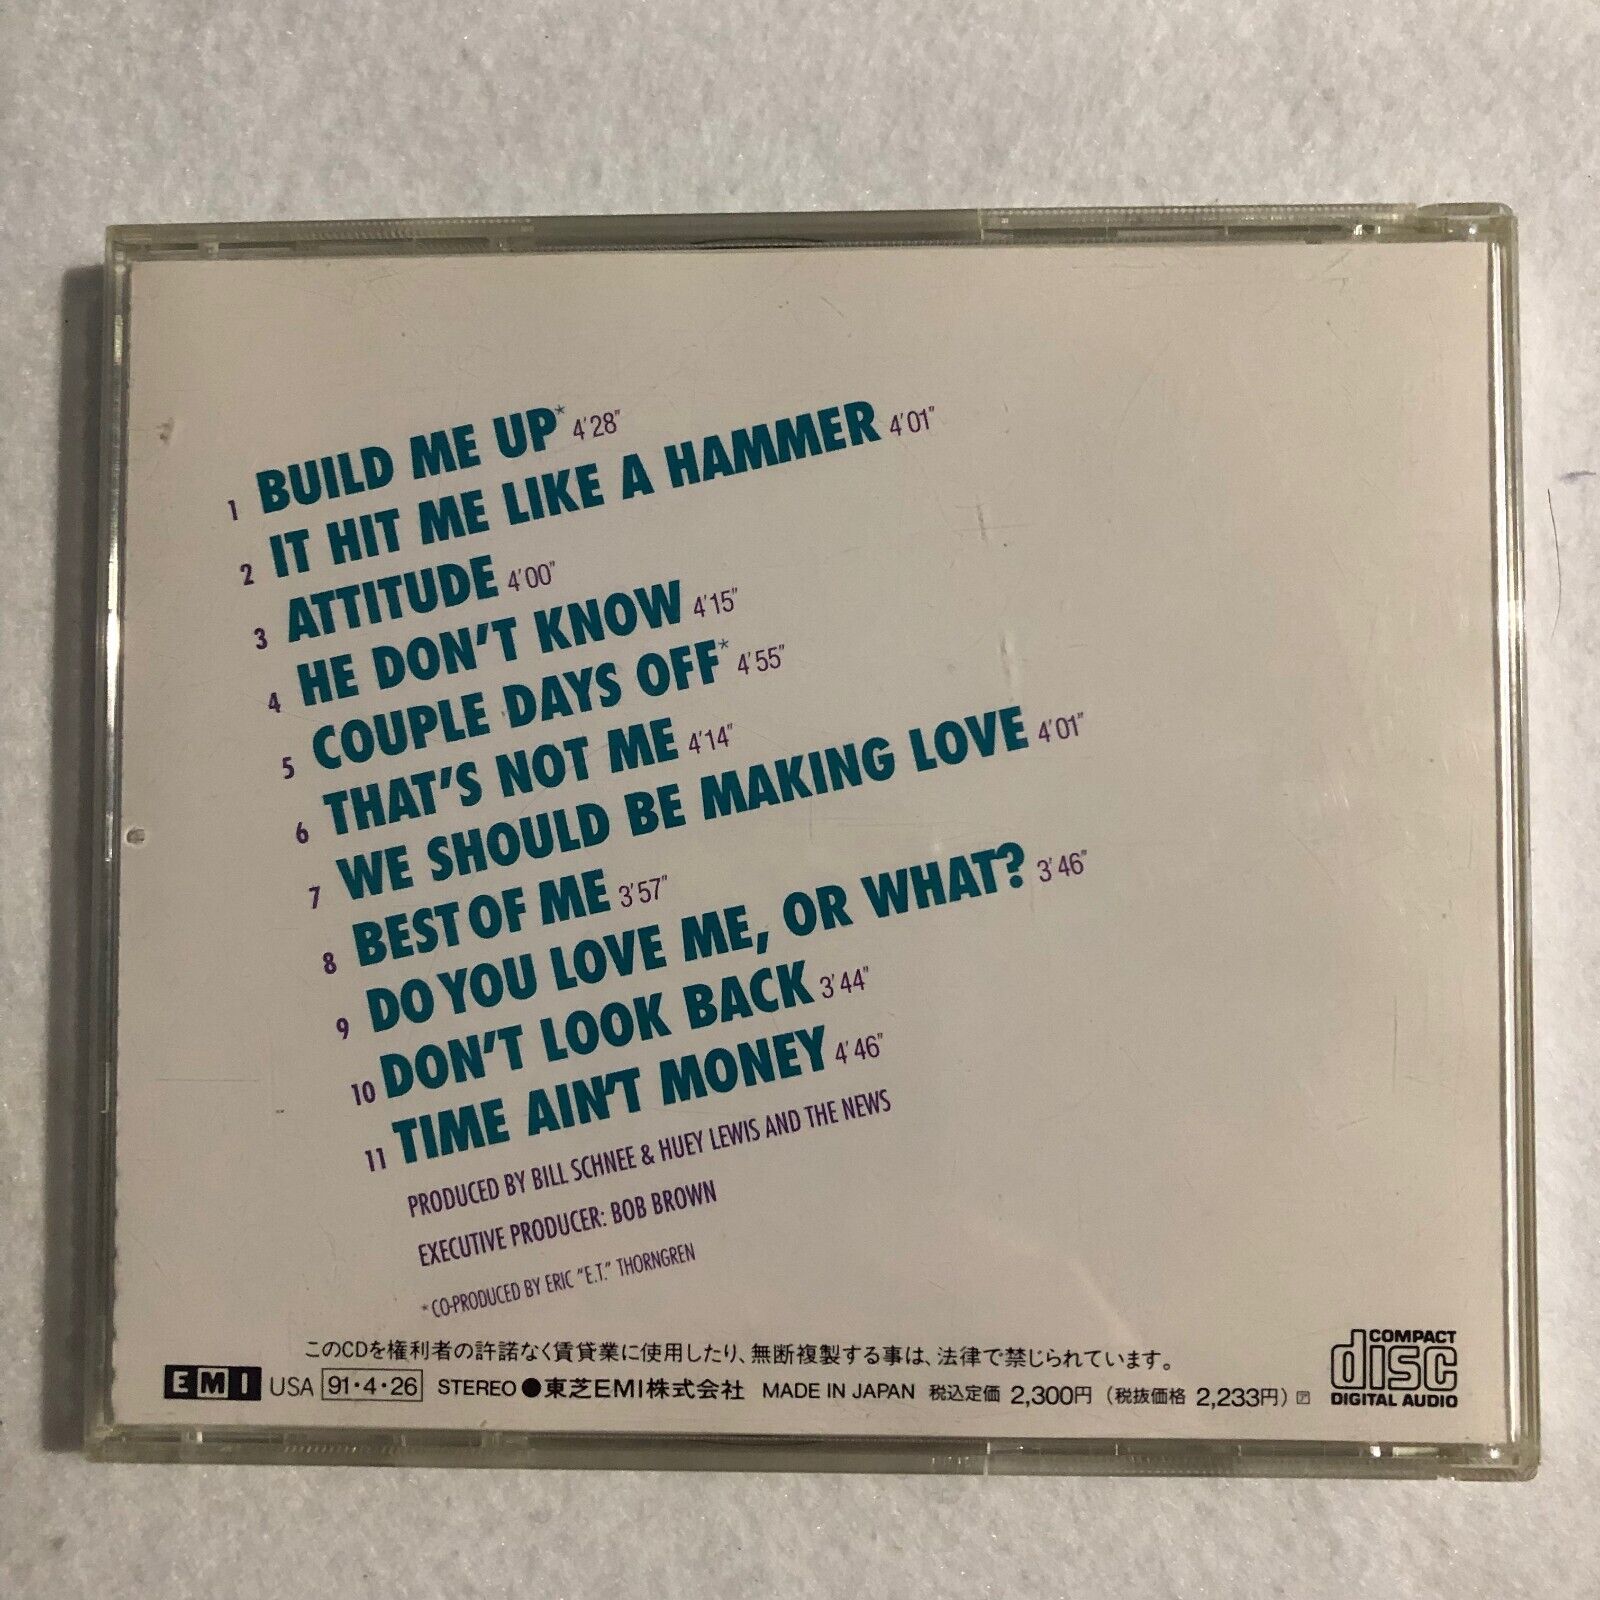 1 BUILD ME UP* 4'28"
2 IT HIT ME LIKE A HAMMER 4'01"
3 ATTITUDE 4'00"
4 HE DON'T KNOW 4'15"
5 COUPLE DAYS OFF* 4'55"
6 THAT'S NOT ME 4'14"
7 WE SHOULD BE MAKING LOVE 4'01"
8 BEST OF ME 3'57"
9 DO YOU LOVE ME, OR WHAT? 3'46"
10 DON'T LOOK BACK 3'44"
11 TIME AIN'T MONEY 4'46"
PRODUCED BY BILL SCHNEE & HUEY LEWIS AND THE NEWS
EXECUTIVE PRODUCER: BOB BROWN
*CO-PRODUCED BY ERIC "E.T." THORNGREN
このCDを権利者の許諾なく賃貸業に使用したり、無断複製する事は、法律で禁じられています。
EMI USA 91・4・26 STEREO ●東芝EMI株式会社 MADE IN JAPAN 税込定価 2,300円 (税抜価格 2,233円) 🄿
COMPACT
disc
DIGITAL AUDIO